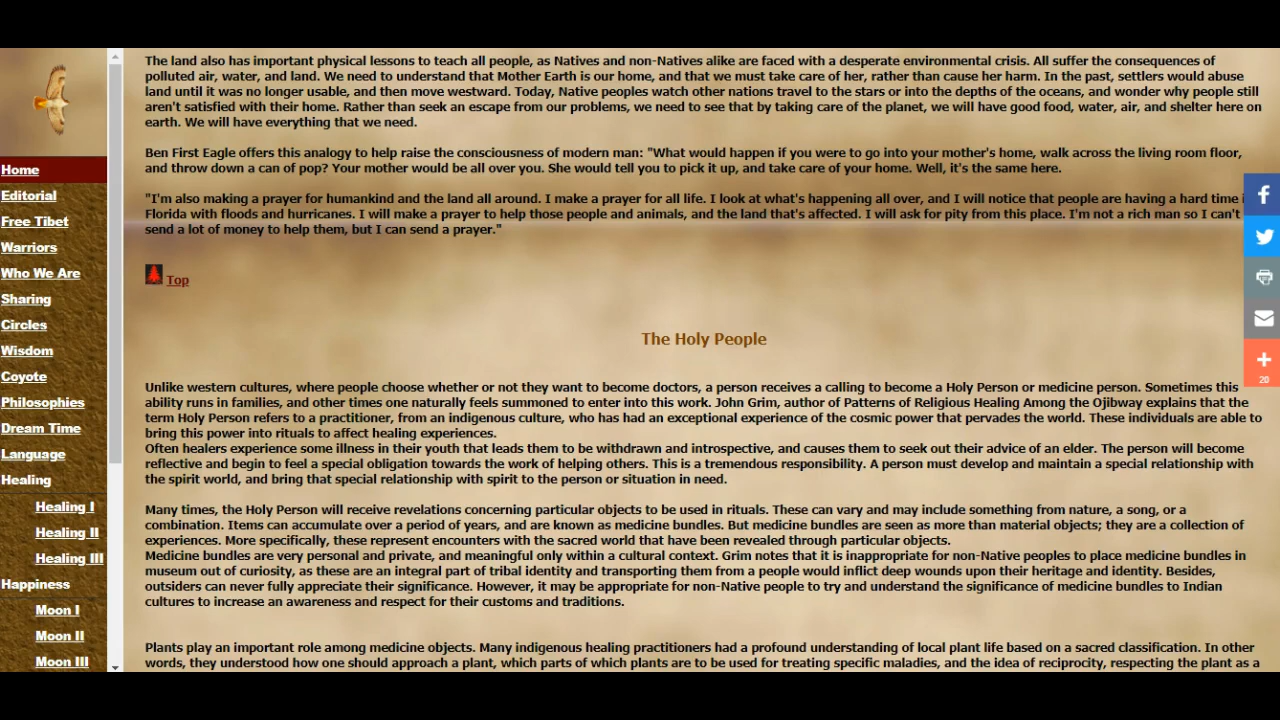 Home
Editorial
Free Tibet
Warriors
Who We Are
Sharing
Circles
Wisdom
Coyote
Philosophies
Dream Time
Language
Healing
Healing I
Healing II
Healing III
Happiness
Moon I
Moon II
Moon III
The land also has important physical lessons to teach all people, as Natives and non-Natives alike are faced with a desperate environmental crisis. All suffer the consequences of
polluted air, water, and land. We need to understand that Mother Earth is our home, and that we must take care of her, rather than cause her harm. In the past, settlers would abuse
land until it was no longer usable, and then move westward. Today, Native peoples watch other nations travel to the stars or into the depths of the oceans, and wonder why people still
aren't satisfied with their home. Rather than seek an escape from our problems, we need to see that by taking care of the planet, we will have good food, water, air, and shelter here on
earth. We will have everything that we need.
Ben First Eagle offers this analogy to help raise the consciousness of modern man: "What would happen if you were to go into your mother's home, walk across the living room floor,
and throw down a can of pop? Your mother would be all over you. She would tell you to pick it up, and take care of your home. Well, it's the same here.
"I'm also making a prayer for humankind and the land all around. I make a prayer for all life. I look at what's happening all over, and I will notice that people are having a hard time
Florida with floods and hurricanes. I will make a prayer to help those people and animals, and the land that's affected. I will ask for pity from this place. I'm not a rich man so I can't
send a lot of money to help them, but I can send a prayer."
Top
The Holy People
Unlike western cultures, where people choose whether or not they want to become doctors, a person receives a calling to become a Holy Person or medicine person. Sometimes this
ability runs in families, and other times one naturally feels summoned to enter into this work. John Grim, author of Patterns of Religious Healing Among the Ojibway explains that the
term Holy Person refers to a practitioner, from an indigenous culture, who has had an exceptional experience of the cosmic power that pervades the world. These individuals are able to
bring this power into rituals to affect healing experiences.
Often healers experience some illness in their youth that leads them to be withdrawn and introspective, and causes them to seek out their advice of an elder. The person will become
reflective and begin to feel a special obligation towards the work of helping others. This is a tremendous responsibility. A person must develop and maintain a special relationship with
the spirit world, and bring that special relationship with spirit to the person or situation in need.
Many times, the Holy Person will receive revelations concerning particular objects to be used in rituals. These can vary and may include something from nature, a song, or a
combination. Items can accumulate over a period of years, and are known as medicine bundles. But medicine bundles are seen as more than material objects; they are a collection of
experiences. More specifically, these represent encounters with the sacred world that have been revealed through particular objects.
Medicine bundles are very personal and private, and meaningful only within a cultural context. Grim notes that it is inappropriate for non-Native peoples to place medicine bundles in
museum out of curiosity, as these are an integral part of tribal identity and transporting them from a people would inflict deep wounds upon their heritage and identity. Besides,
outsiders can never fully appreciate their significance. However, it may be appropriate for non-Native people to try and understand the significance of medicine bundles to Indian
cultures to increase an awareness and respect for their customs and traditions.
Plants play an important role among medicine objects. Many indigenous healing practitioners had a profound understanding of local plant life based on a sacred classification. In other
words, they understood how one should approach a plant, which parts of which plants are to be used for treating specific maladies, and the idea of reciprocity, respecting the plant as a
20